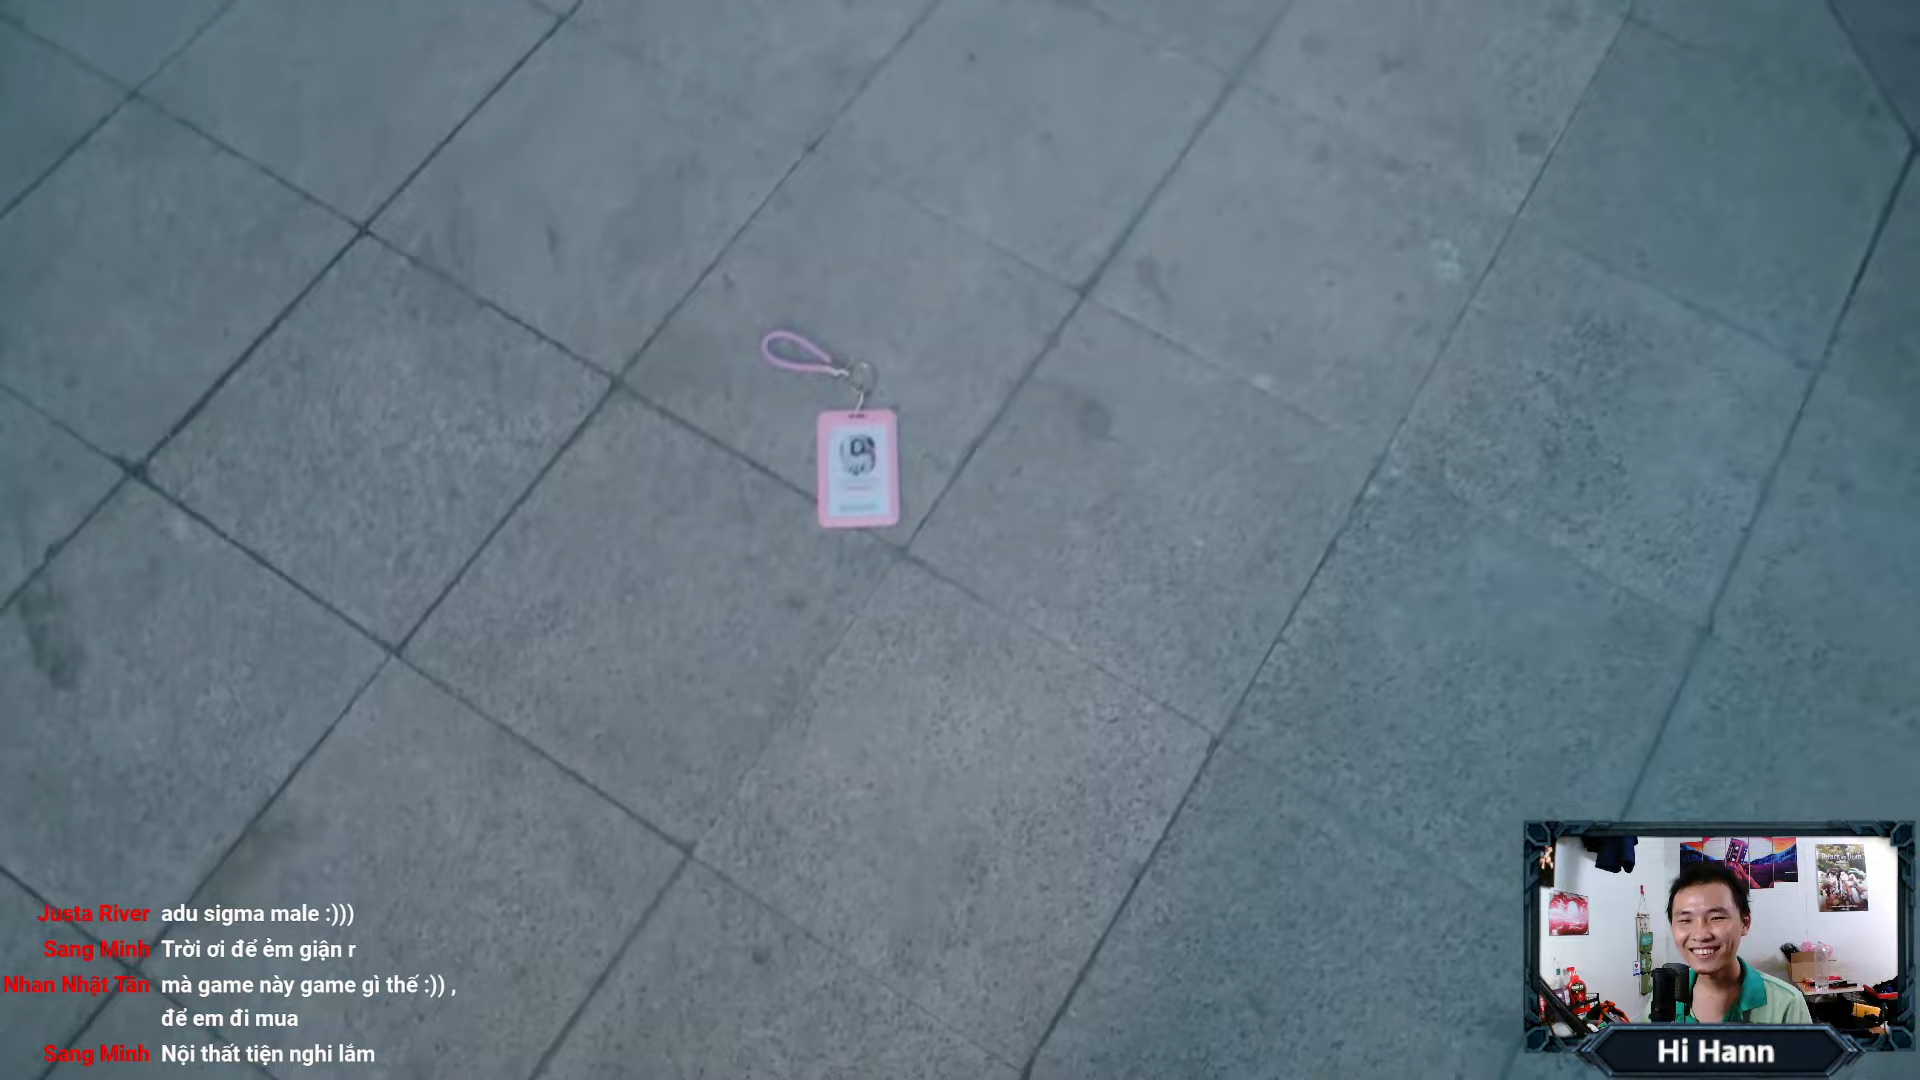 Justa River adu sigma male :)))
Sang Minh Trời ơi để ẻm giận r
Nhan Nhật Tân mà game này game gì thế :)) ,
để em đi mua
Sang Minh Nội thất tiện nghi lắm
Hi Hann